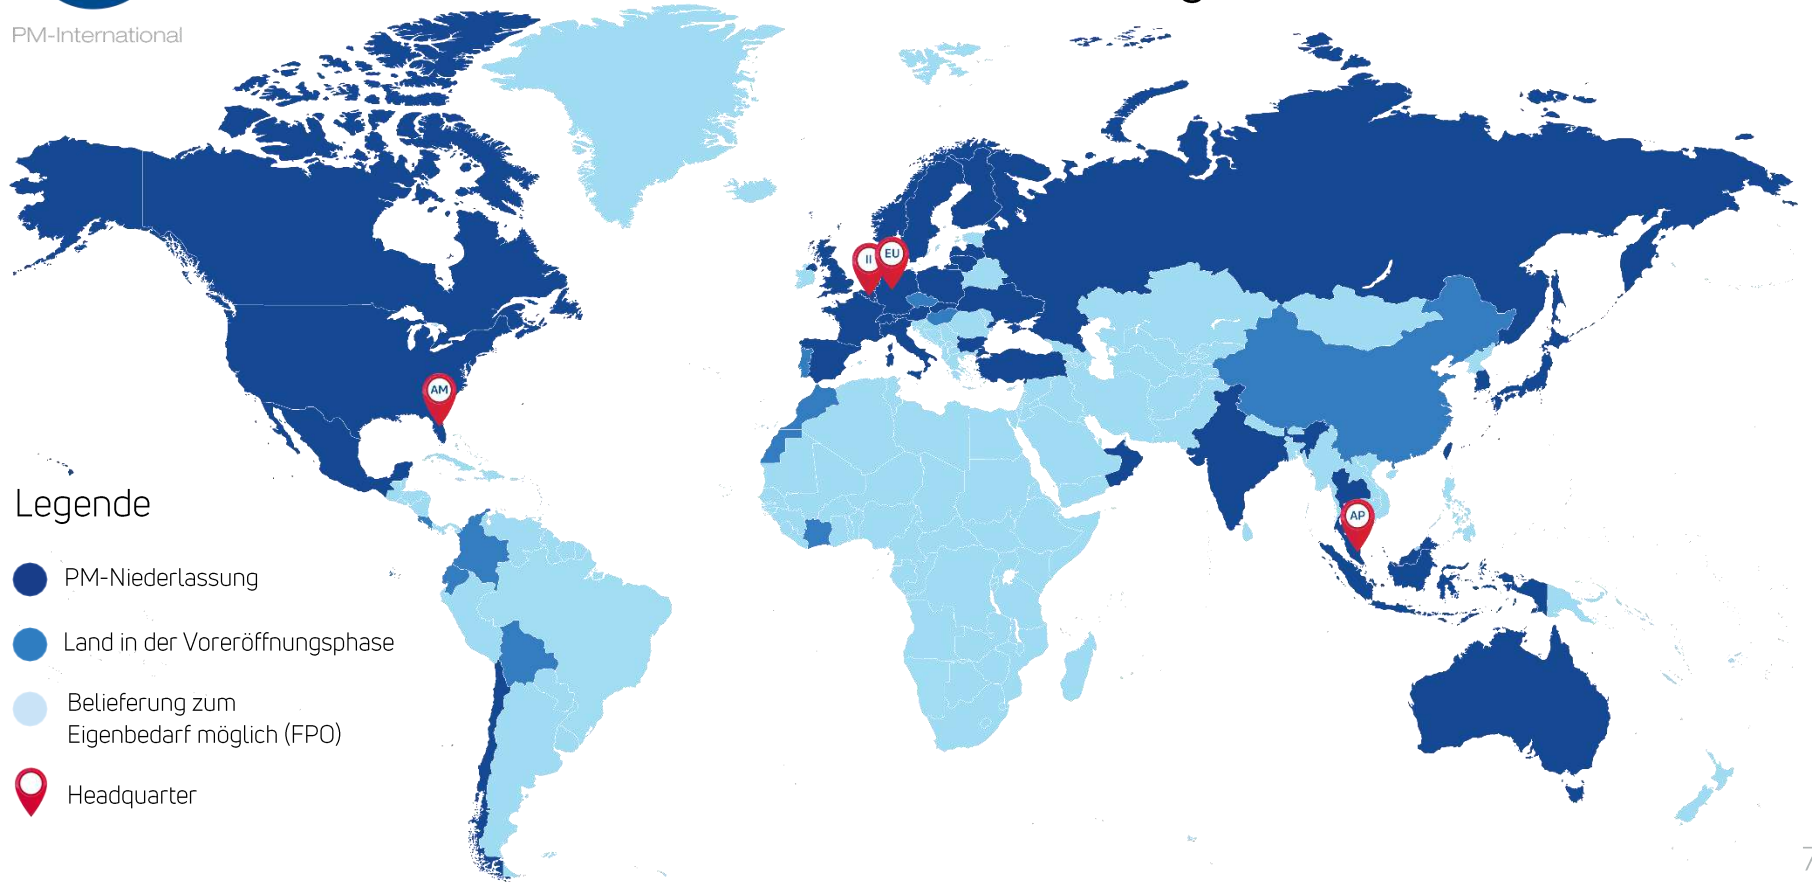 PM-International
II
EU
AM
AP
Legende
PM-Niederlassung
Land in der Voreröffnungsphase
Belieferung zum
Eigenbedarf möglich (FPO)
Headquarter